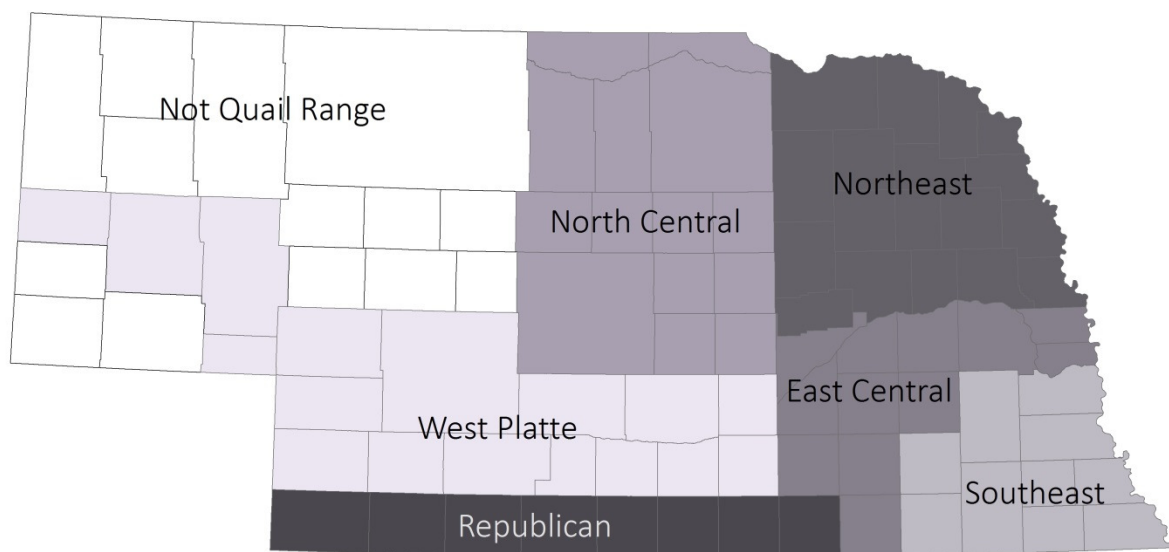 Not Quail Range
Northeast
North Central
East Central
West Platte
Southeast
Republican